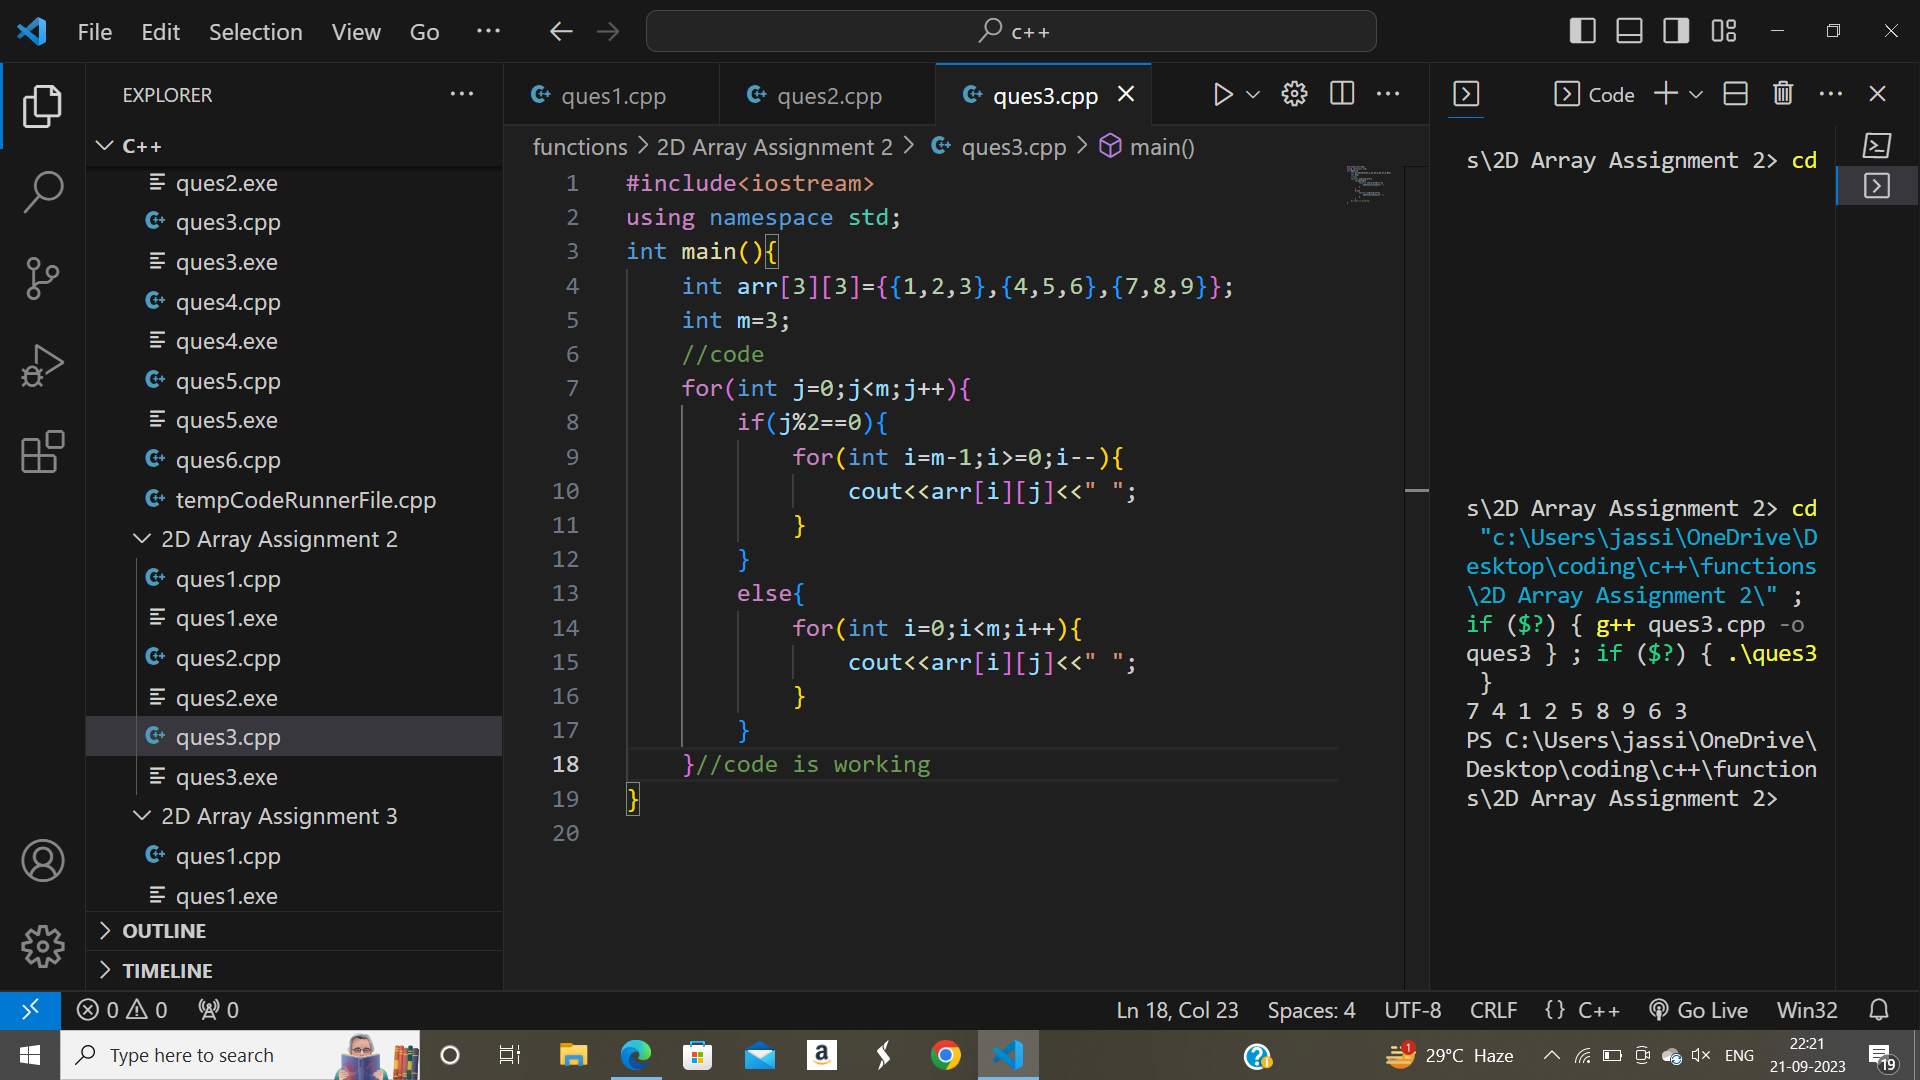 File Edit Selection View Go ··· c++
EXPLORER ···
C++
ques2.exe
ques3.cpp
ques3.exe
ques4.cpp
ques4.exe
ques5.cpp
ques5.exe
ques6.cpp
tempCodeRunnerFile.cpp
2D Array Assignment 2
ques1.cpp
ques1.exe
ques2.cpp
ques2.exe
ques3.cpp
ques3.exe
2D Array Assignment 3
ques1.cpp
ques1.exe
OUTLINE
TIMELINE
ques1.cpp ques2.cpp ques3.cpp
functions > 2D Array Assignment 2 > ques3.cpp > main()
1 #include<iostream>
2 using namespace std;
3 int main(){
4 int arr[3][3]={{1,2,3},{4,5,6},{7,8,9}};
5 int m=3;
6 //code
7 for(int j=0;j<m;j++){
8 if(j%2==0){
9 for(int i=m-1;i>=0;i--){
10 cout<<arr[i][j]<<" ";
11 }
12 }
13 else{
14 for(int i=0;i<m;i++){
15 cout<<arr[i][j]<<" ";
16 }
17 }
18 }//code is working
19 }
20
Code
s\2D Array Assignment 2> cd
s\2D Array Assignment 2> cd
"c:\Users\jassi\OneDrive\D
esktop\coding\c++\functions
\2D Array Assignment 2\" ;
if ($?) { g++ ques3.cpp -o
ques3 } ; if ($?) { .\ques3
}
7 4 1 2 5 8 9 6 3
PS C:\Users\jassi\OneDrive\
Desktop\coding\c++\function
s\2D Array Assignment 2>
0 0 0 Ln 18, Col 23 Spaces: 4 UTF-8 CRLF {} C++ Go Live Win32
Type here to search 1 29°C Haze ENG 22:21
21-09-2023 19